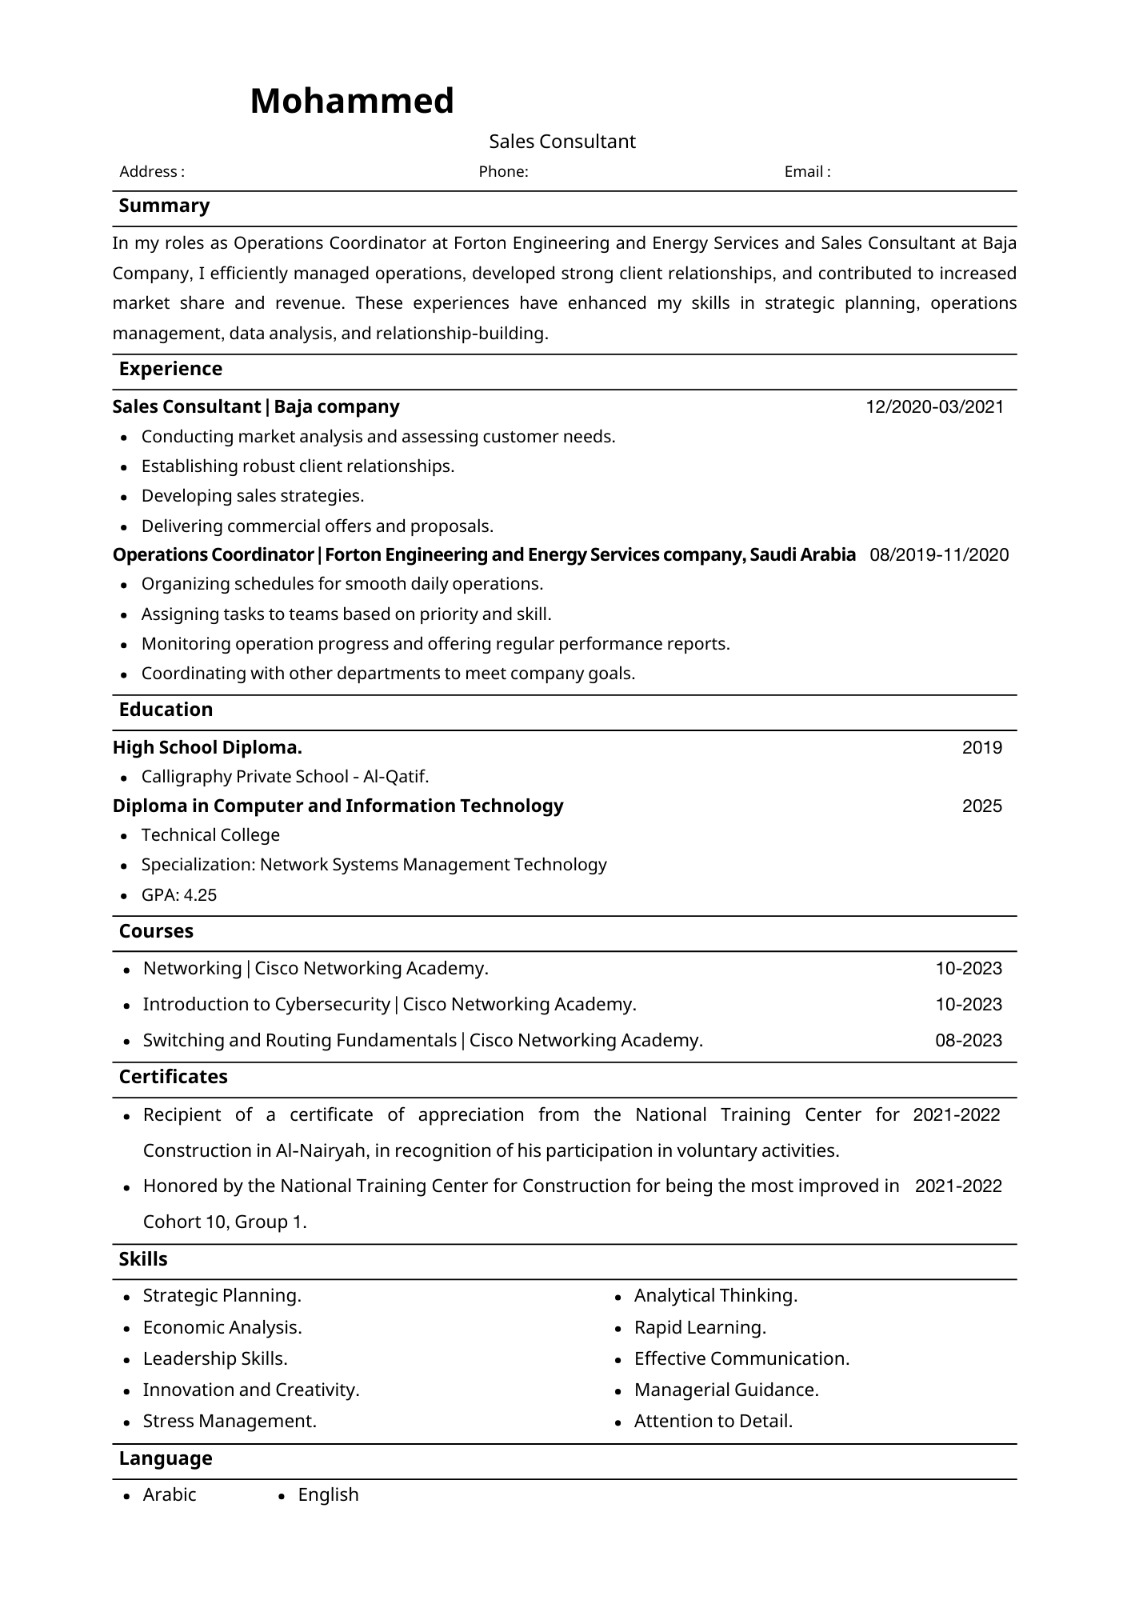 Mohammed
Sales Consultant
Address : Phone: Email :
Summary
In my roles as Operations Coordinator at Forton Engineering and Energy Services and Sales Consultant at Baja
Company, I efficiently managed operations, developed strong client relationships, and contributed to increased
market share and revenue. These experiences have enhanced my skills in strategic planning, operations
management, data analysis, and relationship-building.
Experience
Sales Consultant | Baja company 12/2020-03/2021
• Conducting market analysis and assessing customer needs.
• Establishing robust client relationships.
• Developing sales strategies.
• Delivering commercial offers and proposals.
Operations Coordinator | Forton Engineering and Energy Services company, Saudi Arabia 08/2019-11/2020
• Organizing schedules for smooth daily operations.
• Assigning tasks to teams based on priority and skill.
• Monitoring operation progress and offering regular performance reports.
• Coordinating with other departments to meet company goals.
Education
High School Diploma. 2019
• Calligraphy Private School - Al-Qatif.
Diploma in Computer and Information Technology 2025
• Technical College
• Specialization: Network Systems Management Technology
• GPA: 4.25
Courses
• Networking | Cisco Networking Academy. 10-2023
• Introduction to Cybersecurity | Cisco Networking Academy. 10-2023
• Switching and Routing Fundamentals | Cisco Networking Academy. 08-2023
Certificates
• Recipient of a certificate of appreciation from the National Training Center for 2021-2022
Construction in Al-Nairyah, in recognition of his participation in voluntary activities.
• Honored by the National Training Center for Construction for being the most improved in 2021-2022
Cohort 10, Group 1.
Skills
• Strategic Planning. • Analytical Thinking.
• Economic Analysis. • Rapid Learning.
• Leadership Skills. • Effective Communication.
• Innovation and Creativity. • Managerial Guidance.
• Stress Management. • Attention to Detail.
Language
• Arabic • English